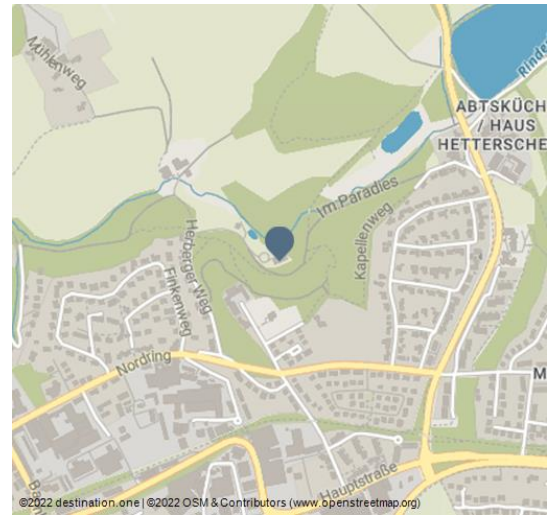 Mühlenweg
Rinde
ABTSKÜCH
/ HAUS
HETTERSCHE
Im Paradies
Kapellenweg
Herberger Weg
Finkenweg
Nordring
M
Hauptstraße
Ba
©2022 destination.one | ©2022 OSM & Contributors (www.openstreetmap.org)